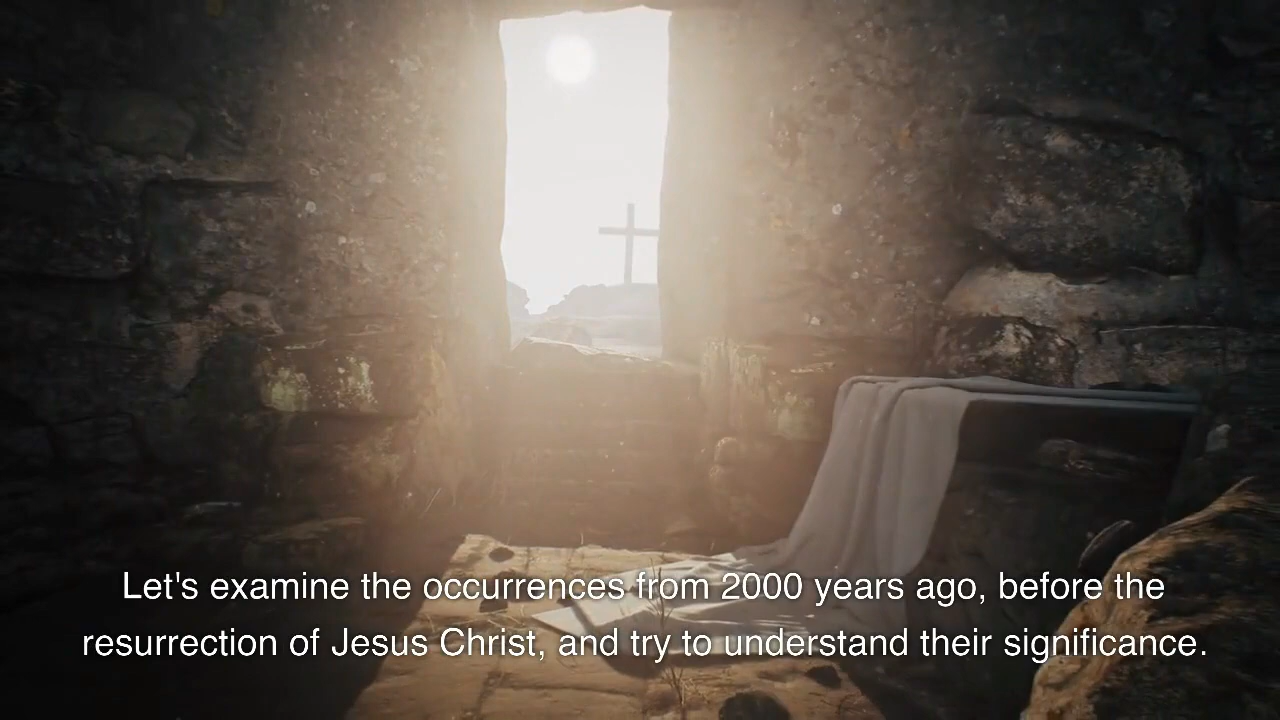 Let's examine the occurrences from 2000 years ago, before the
resurrection of Jesus Christ, and try to understand their significance.